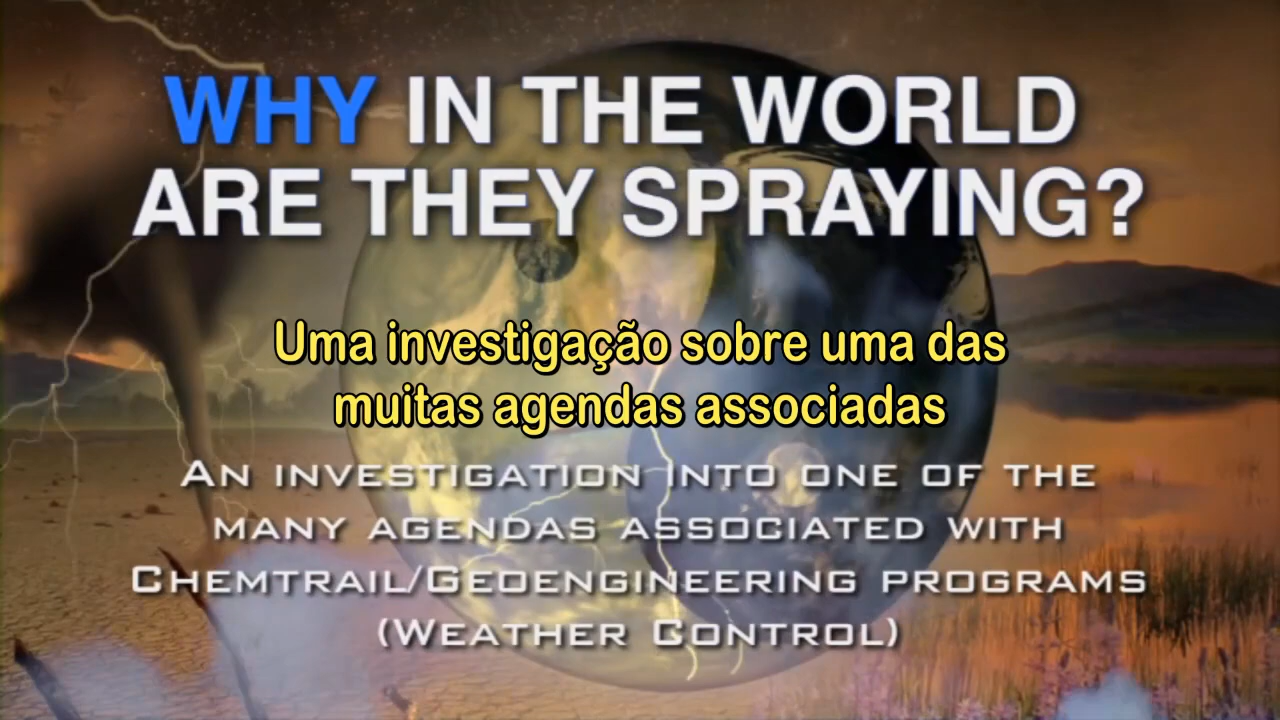 WHY IN THE WORLD
ARE THEY SPRAYING?
Uma investigação sobre uma das
muitas agendas associadas
An investigation into one of the
many agendas associated with
Chemtrail/Geoengineering programs
(Weather Control)